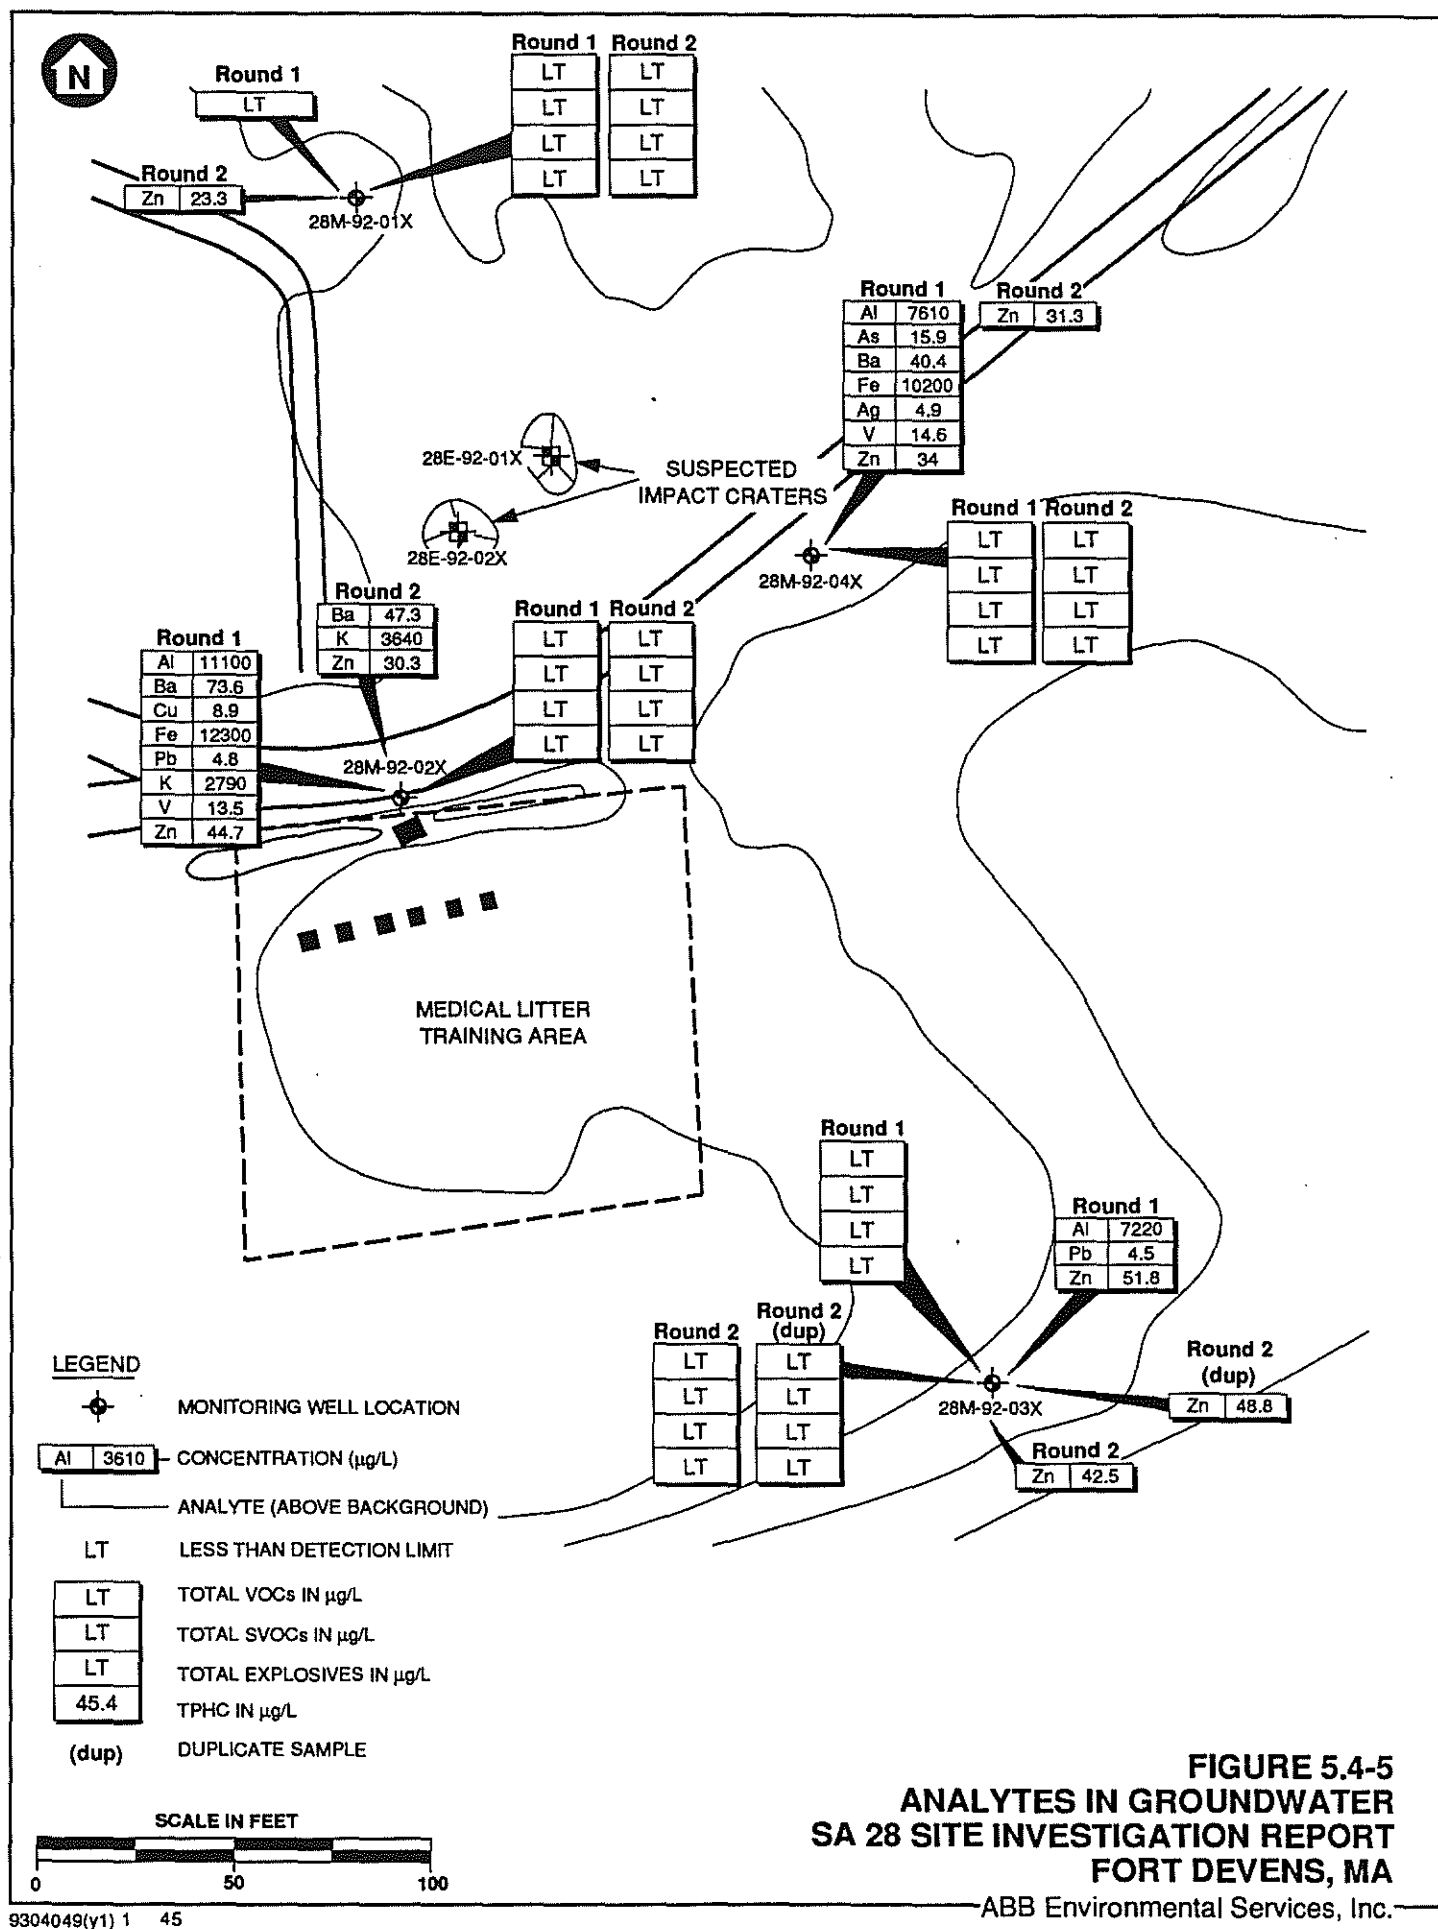 N
Round 1
LT
Round 2
Zn 23.3
28M-92-01X
Round 1 Round 2
LT LT
LT LT
LT LT
LT LT
Round 1
Al 7610
As 15.9
Ba 40.4
Fe 10200
Ag 4.9
V 14.6
Zn 34
Round 2
Zn 31.3
28E-92-01X
SUSPECTED
IMPACT CRATERS
28E-92-02X
28M-92-04X
Round 1 Round 2
LT LT
LT LT
LT LT
LT LT
Round 2
Ba 47.3
K 3640
Zn 30.3
Round 1 Round 2
LT LT
LT LT
LT LT
LT LT
Round 1
Al 11100
Ba 73.6
Cu 8.9
Fe 12300
Pb 4.8
K 2790
V 13.5
Zn 44.7
28M-92-02X
MEDICAL LITTER
TRAINING AREA
Round 1
LT
LT
LT
LT
Round 1
Al 7220
Pb 4.5
Zn 51.8
Round 2
LT
LT
LT
LT
Round 2
(dup)
LT
LT
LT
LT
28M-92-03X
Round 2
(dup)
Zn 48.8
Round 2
Zn 42.5
LEGEND
MONITORING WELL LOCATION
Al 3610 CONCENTRATION (µg/L)
ANALYTE (ABOVE BACKGROUND)
LT LESS THAN DETECTION LIMIT
LT TOTAL VOCs IN µg/L
LT TOTAL SVOCs IN µg/L
LT TOTAL EXPLOSIVES IN µg/L
45.4 TPHC IN µg/L
(dup) DUPLICATE SAMPLE
SCALE IN FEET
0 50 100
FIGURE 5.4-5
ANALYTES IN GROUNDWATER
SA 28 SITE INVESTIGATION REPORT
FORT DEVENS, MA
ABB Environmental Services, Inc.
9304049(y1) 1 45